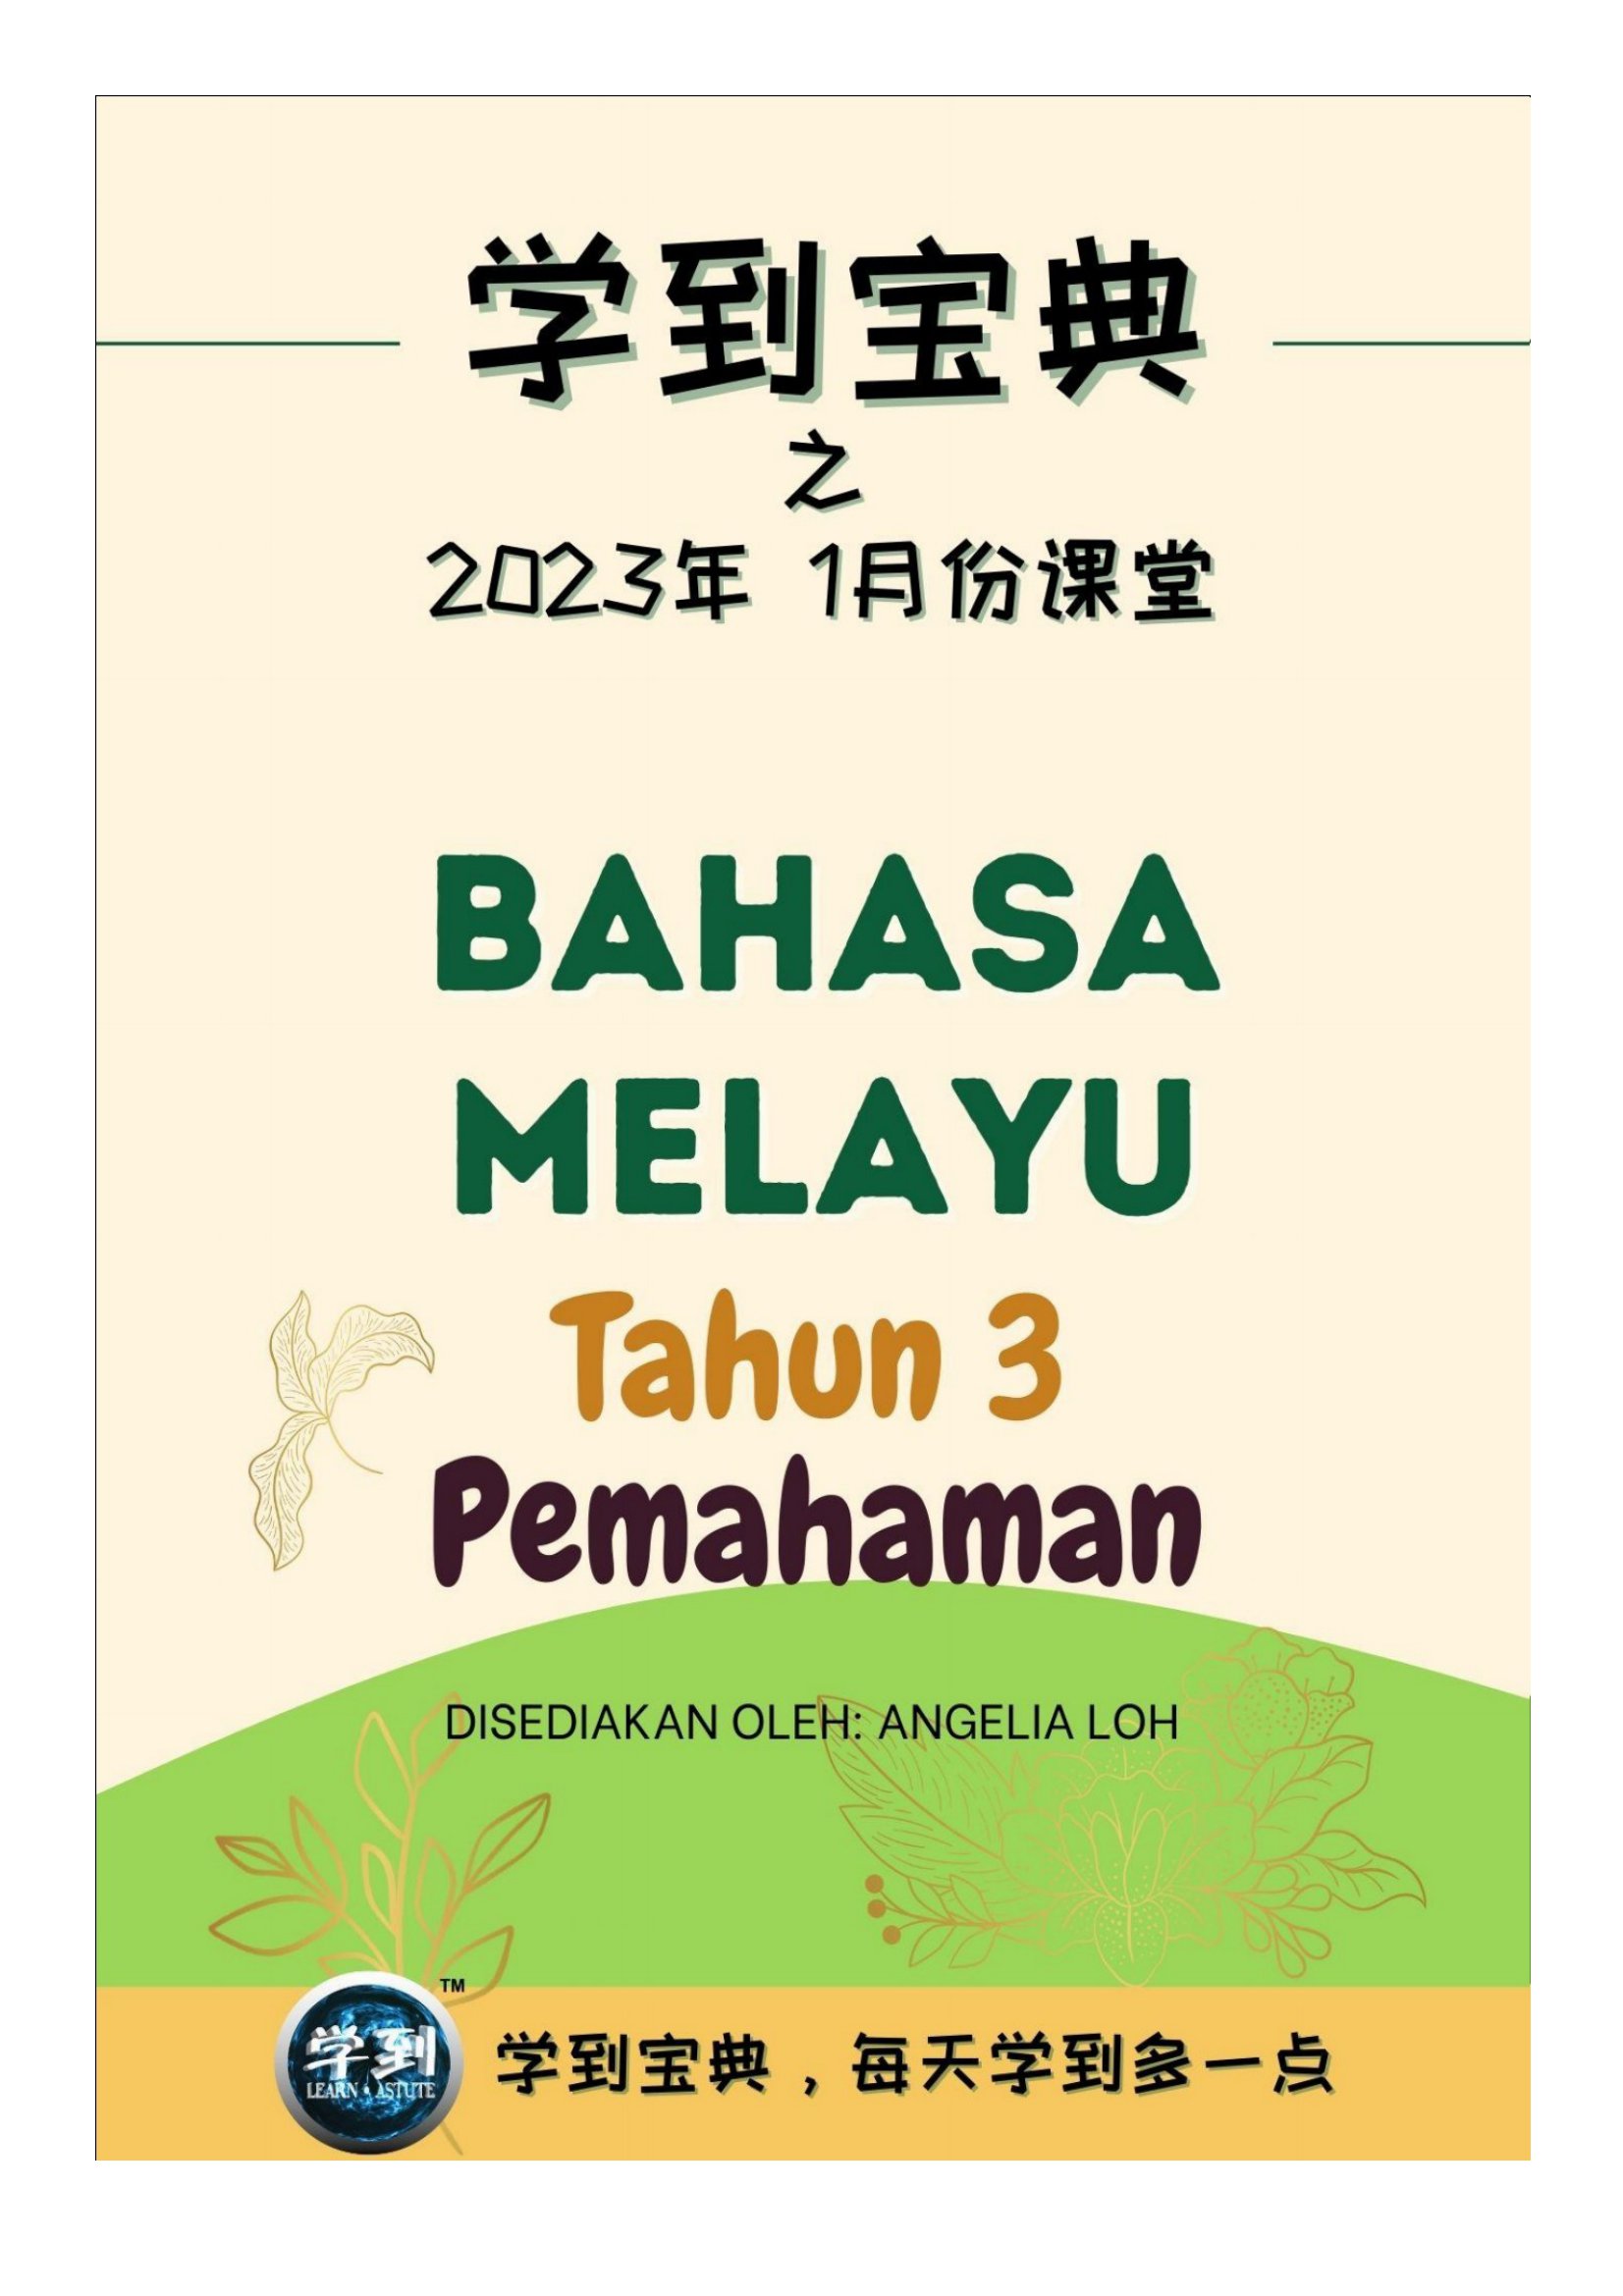 学到宝典
之
2023年 1月份课堂
BAHASA
MELAYU
Tahun 3
Pemahaman
DISEDIAKAN OLEH: ANGELIA LOH
TM
学到
LEARN • ASTUTE
学到宝典，每天学到多一点